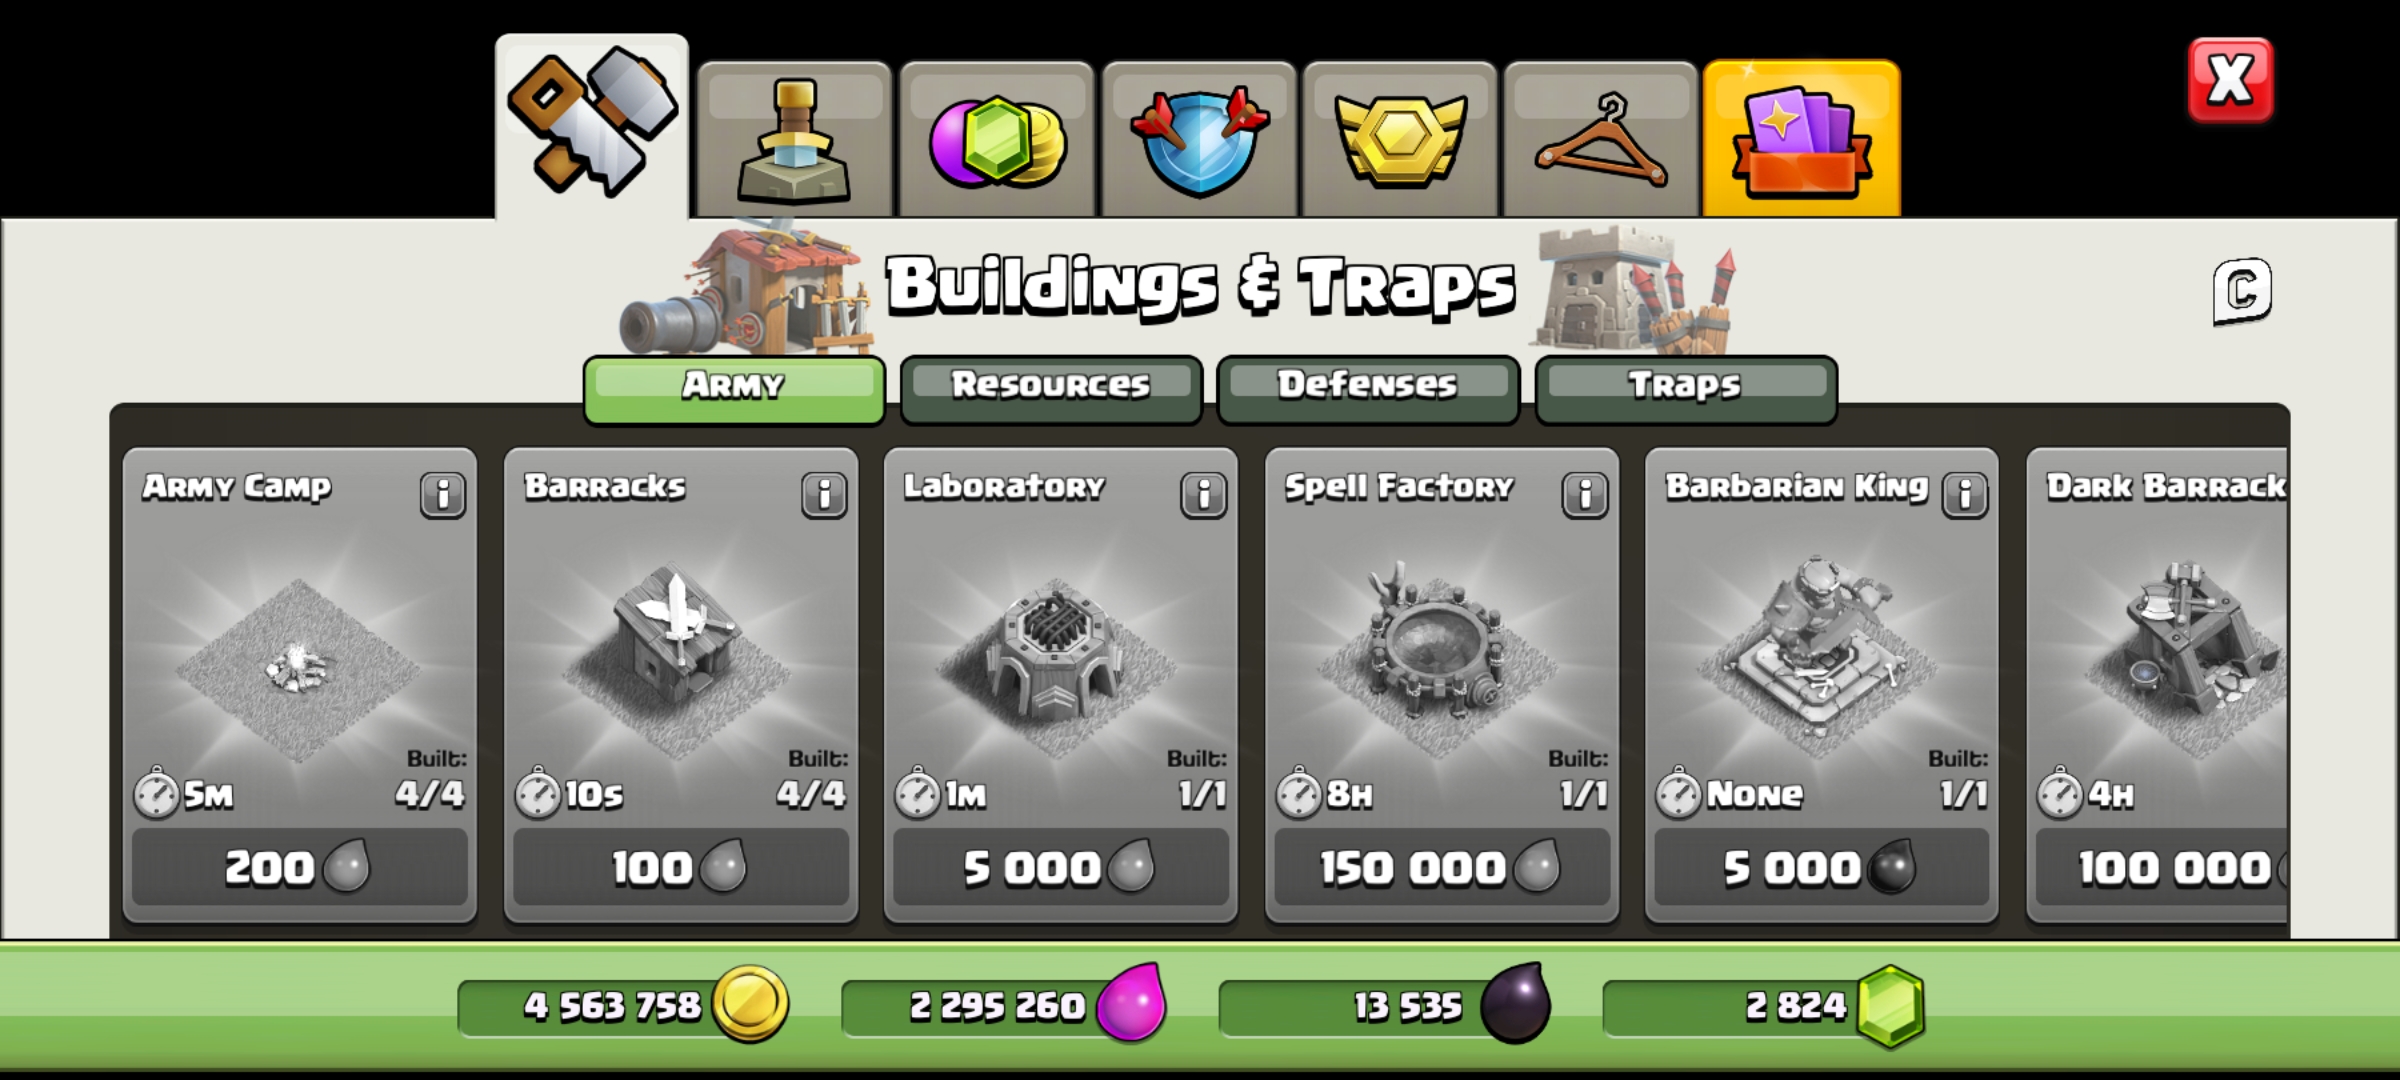 X
Buildings & Traps
C
Army
Resources
Defenses
Traps
Army Camp
i
Built:
5m
4/4
200
Barracks
i
Built:
10s
4/4
100
Laboratory
i
Built:
1m
1/1
5 000
Spell Factory
i
Built:
8h
1/1
150 000
Barbarian King
i
Built:
None
1/1
5 000
Dark Barrack
4h
100 000
4 563 758
2 295 260
13 535
2 824